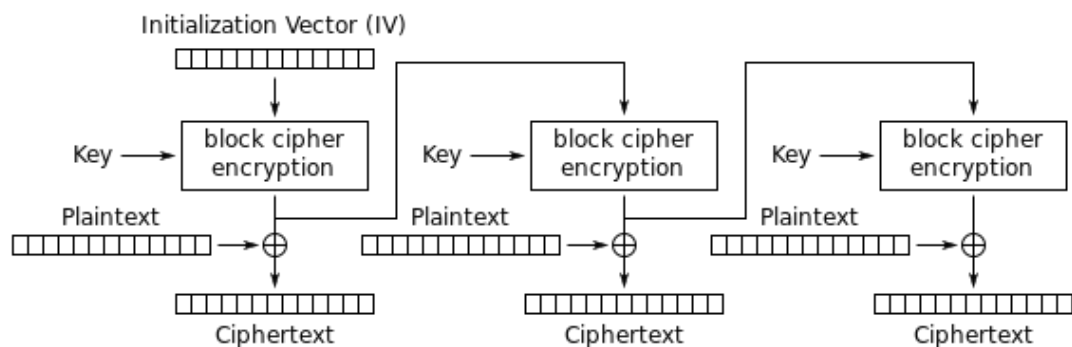 Initialization Vector (IV)
Key
block cipher
encryption
Key
block cipher
encryption
Key
block cipher
encryption
Plaintext
Plaintext
Plaintext
Ciphertext
Ciphertext
Ciphertext